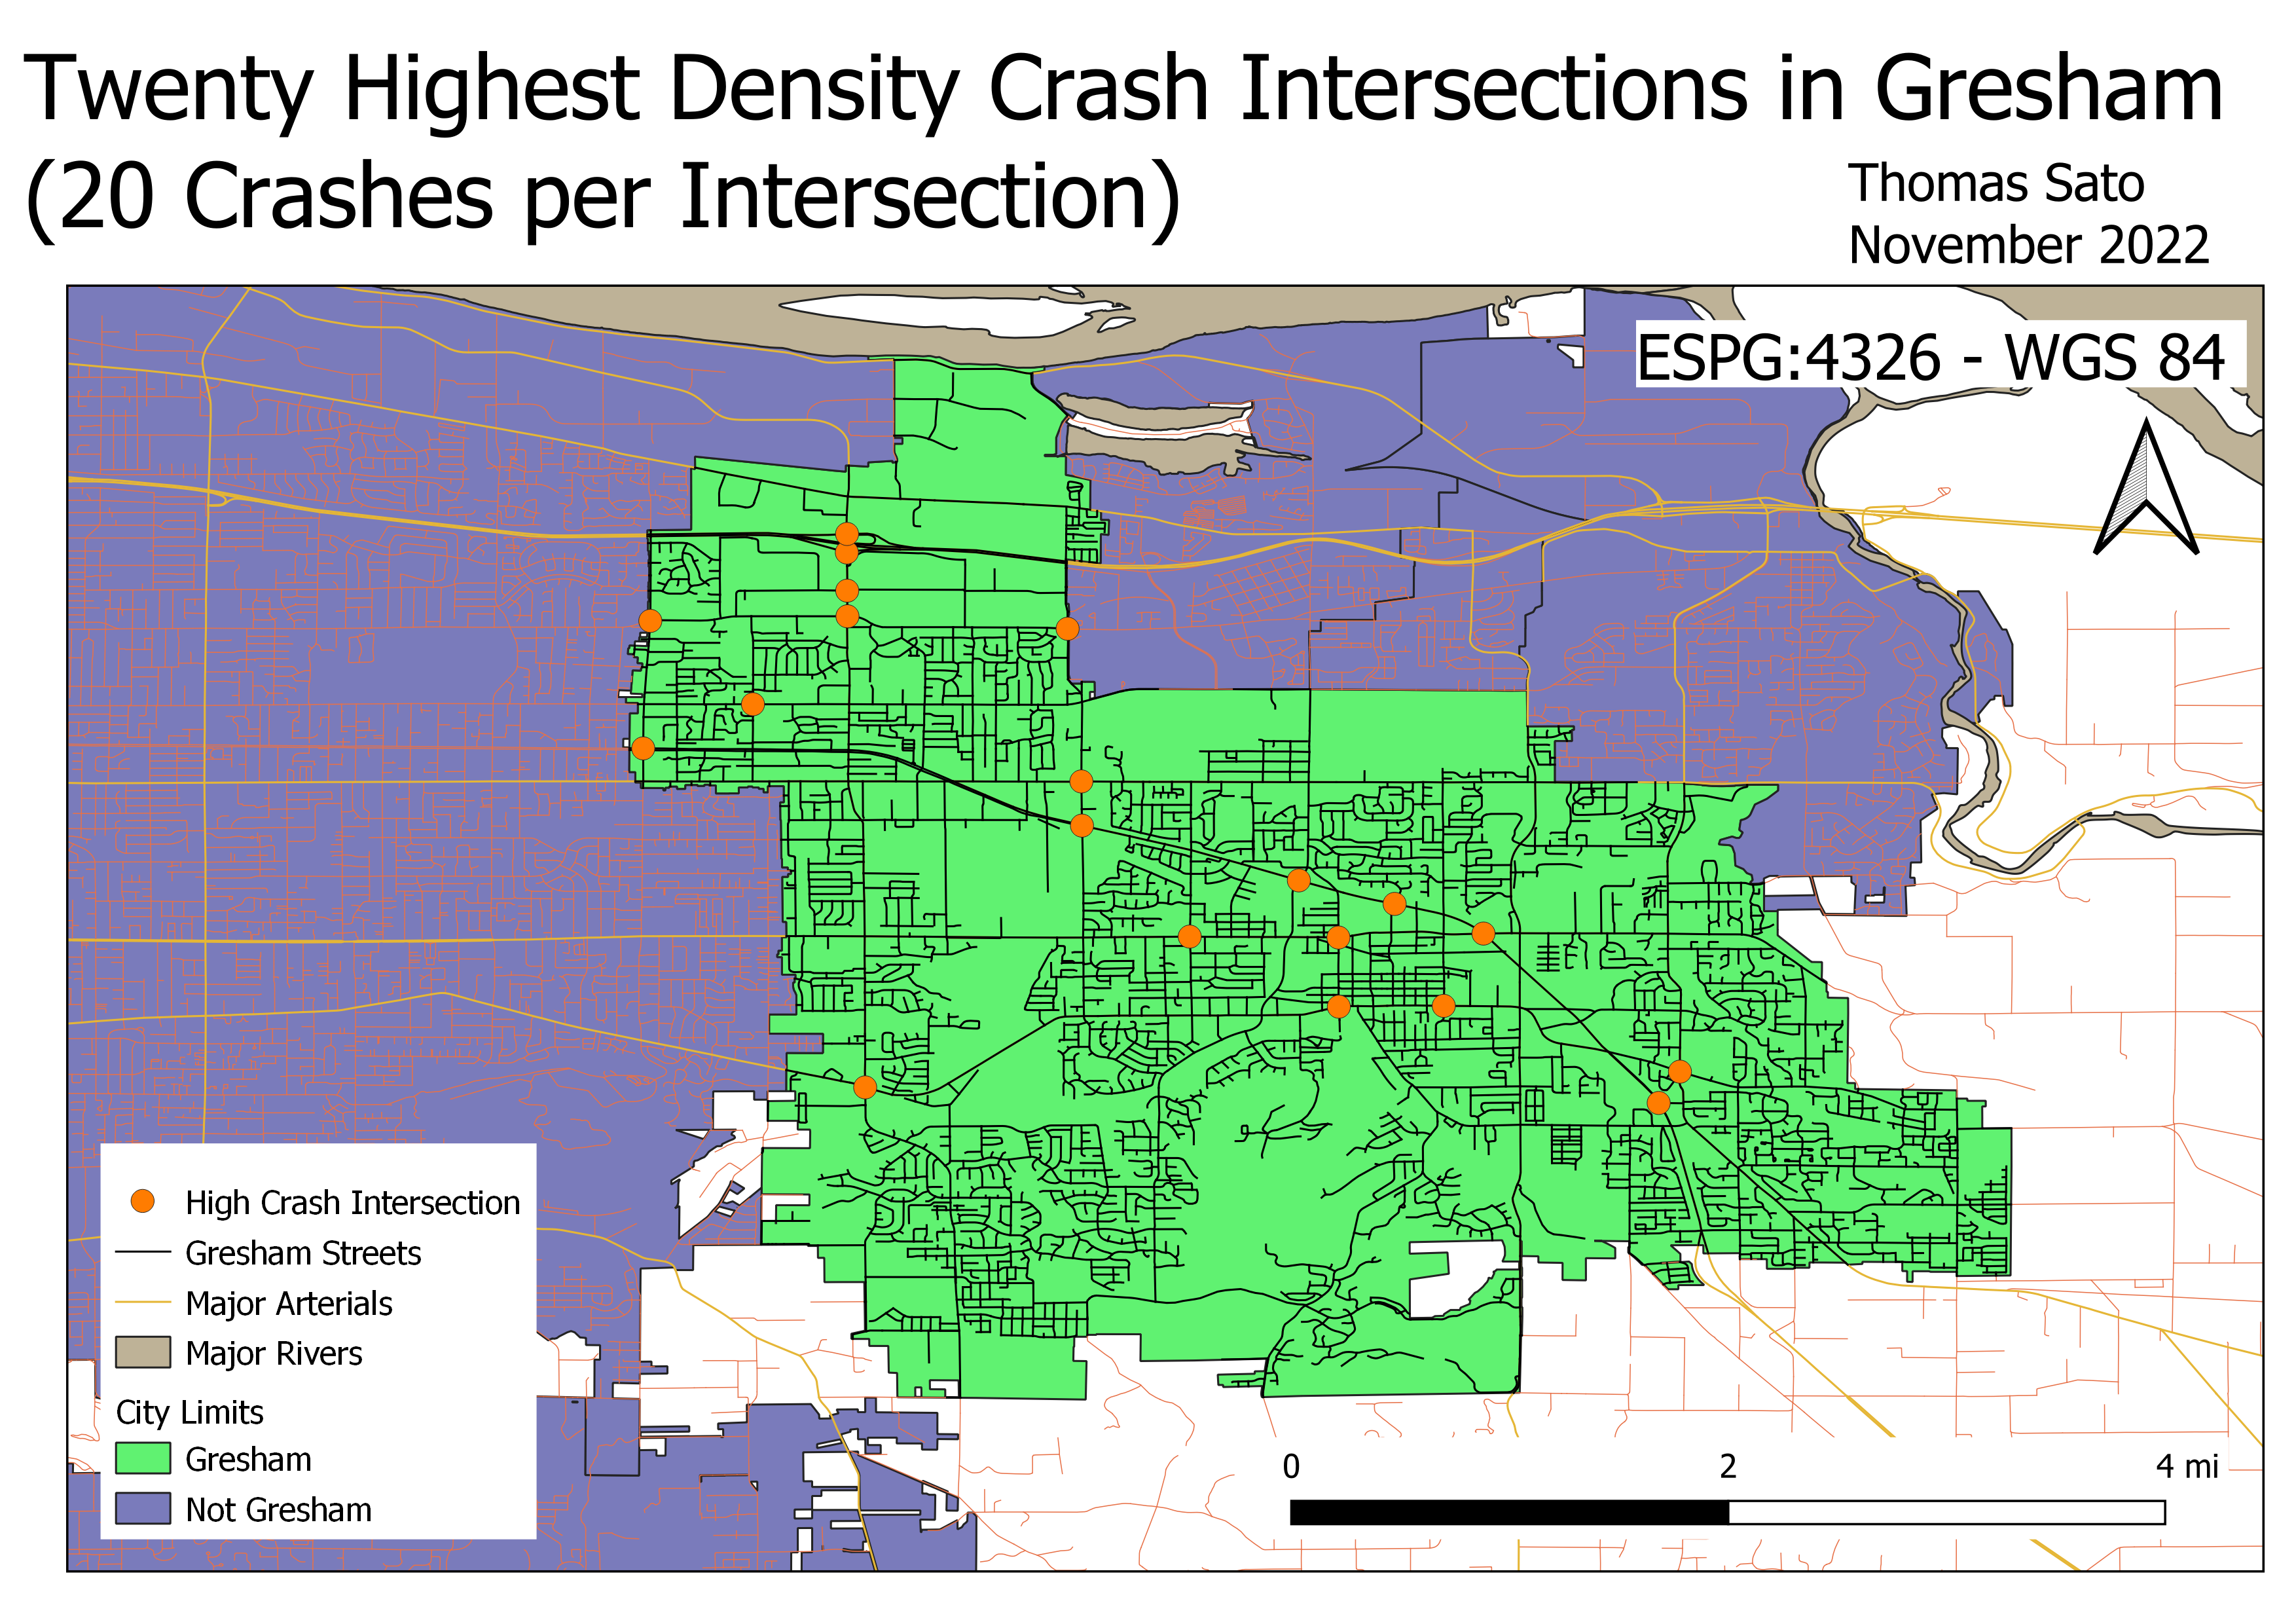 Twenty Highest Density Crash Intersections in Gresham
(20 Crashes per Intersection)
Thomas Sato
November 2022
ESPG:4326 - WGS 84
High Crash Intersection
Gresham Streets
Major Arterials
Major Rivers
City Limits
Gresham
Not Gresham
0 2 4 mi